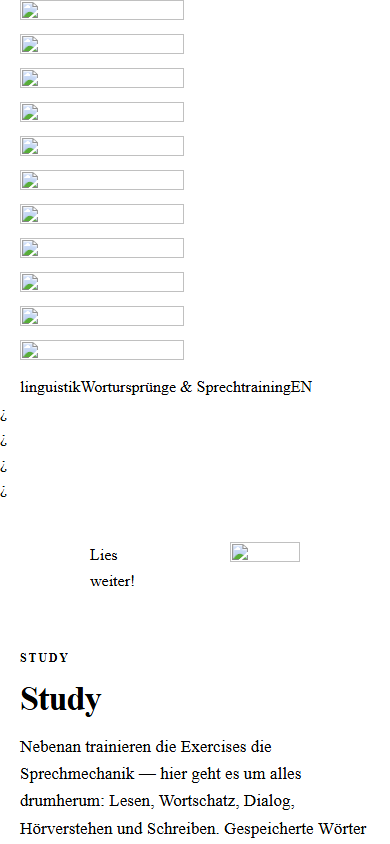 linguistikWortursprünge & SprechtrainingEN
¿
¿
¿
¿
Lies
weiter!
STUDY
Study
Nebenan trainieren die Exercises die
Sprechmechanik — hier geht es um alles
drumherum: Lesen, Wortschatz, Dialog,
Hörverstehen und Schreiben. Gespeicherte Wörter